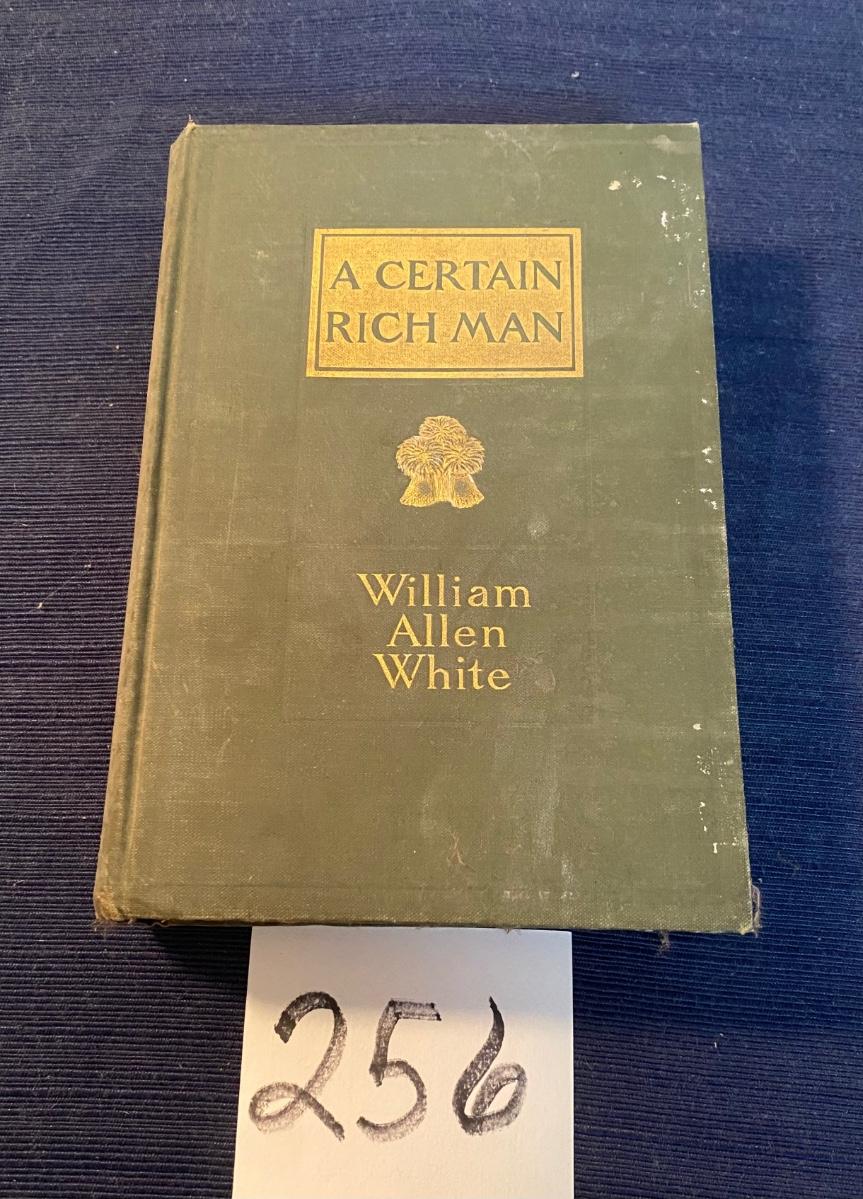 A CERTAIN
RICH MAN
William
Allen
White
256